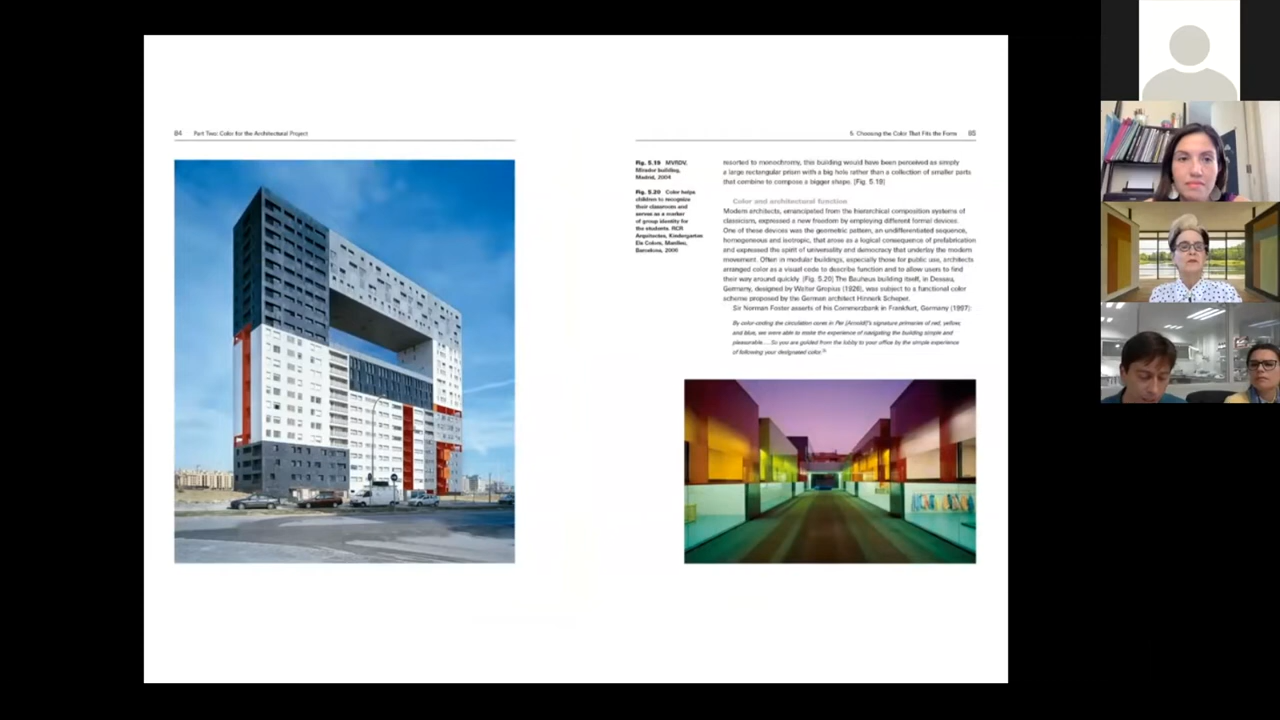 84 Part Two: Color for the Architectural Project
5 Choosing the Color That Fits the Form 85
Fig. 5.19 MVRDV,
Mirador building,
Madrid, 2004
Fig. 5.20 Color helps
children to recognize
their classroom and
serves as a marker
of group identity for
the students. RCR
Arquitectes, Kindergarten
Els Colors, Manlleu,
Barcelona, 2006
resorted to monochromy, this building would have been perceived as simply
a large rectangular prism with a big hole rather than a collection of smaller parts
that combine to compose a bigger shape. [Fig. 5.19]
Color and architectural function
Modern architects, emancipated from the hierarchical composition systems of
classicism, expressed a new freedom by employing different formal devices.
One of these devices was the geometric pattern, an undifferentiated sequence,
homogeneous and isotropic, that arose as a logical consequence of prefabrication
and expressed the spirit of universality and democracy that underlay the modern
movement. Often in modular buildings, especially those for public use, architects
arranged color as a visual code to describe function and to allow users to find
their way around quickly. [Fig. 5.20] The Bauhaus building itself, in Dessau,
Germany, designed by Walter Gropius (1926), was subject to a functional color
scheme proposed by the German architect Hinnerk Scheper.
Sir Norman Foster asserts of his Commerzbank in Frankfurt, Germany (1997):
By color-coding the circulation cores in Per [Arnoldi]'s signature primaries of red, yellow,
and blue, we were able to make the experience of navigating the building simple and
pleasurable.... So you are guided from the lobby to your office by the simple experience
of following your designated color.